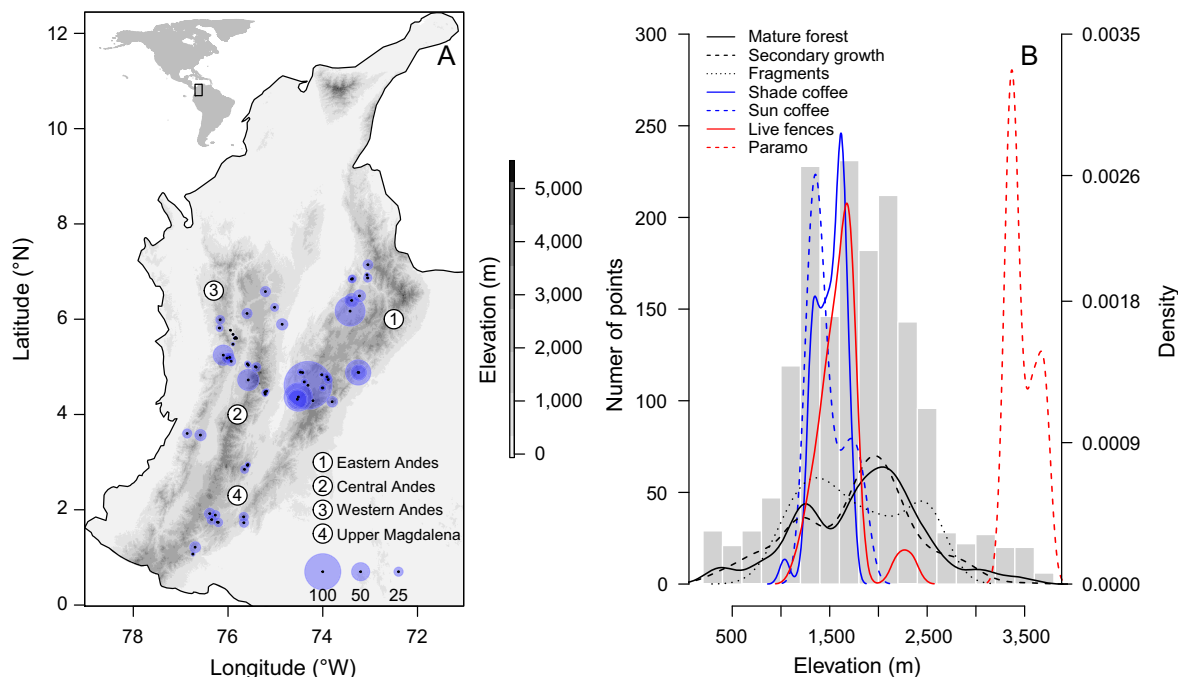 A
12
10
8
6
4
2
0
Latitude (°N)
78
76
74
72
Longitude (°W)
3
1
2
4
1 Eastern Andes
2 Central Andes
3 Western Andes
4 Upper Magdalena
100 50 25
5,000
4,000
3,000
2,000
1,000
0
Elevation (m)
B
Mature forest
Secondary growth
Fragments
Shade coffee
Sun coffee
Live fences
Paramo
300
250
200
150
100
50
0
Numer of points
0.0035
0.0026
0.0018
0.0009
0.0000
Density
500
1,500
2,500
3,500
Elevation (m)